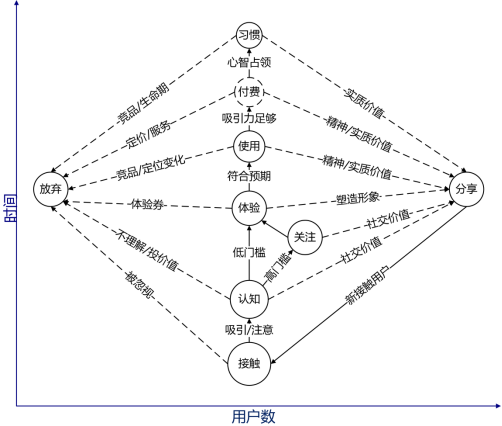 习惯
心智占领
竞品/生命期
实质价值
付费
定价/服务
吸引力足够
精神/实质价值
使用
竞品/定位变化
精神/实质价值
符合预期
放弃
分享
体验券
体验
塑造形象
时间
关注
社交价值
不理解/投价值
低门槛
高门槛
社交价值
被忽视
认知
新接触用户
吸引/注意
接触
用户数